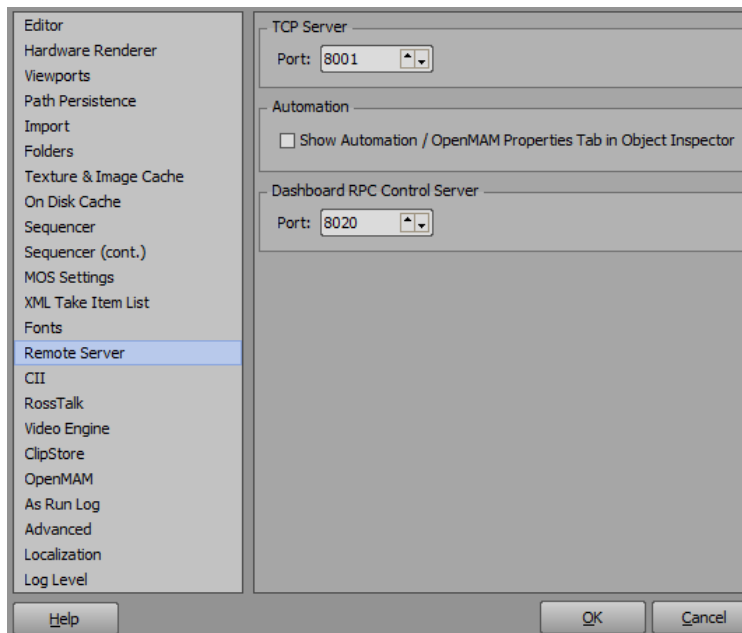 Editor
Hardware Renderer
Viewports
Path Persistence
Import
Folders
Texture & Image Cache
On Disk Cache
Sequencer
Sequencer (cont.)
MOS Settings
XML Take Item List
Fonts
Remote Server
CII
RossTalk
Video Engine
ClipStore
OpenMAM
As Run Log
Advanced
Localization
Log Level
TCP Server
Port: 8001
Automation
Show Automation / OpenMAM Properties Tab in Object Inspector
Dashboard RPC Control Server
Port: 8020
Help
OK
Cancel